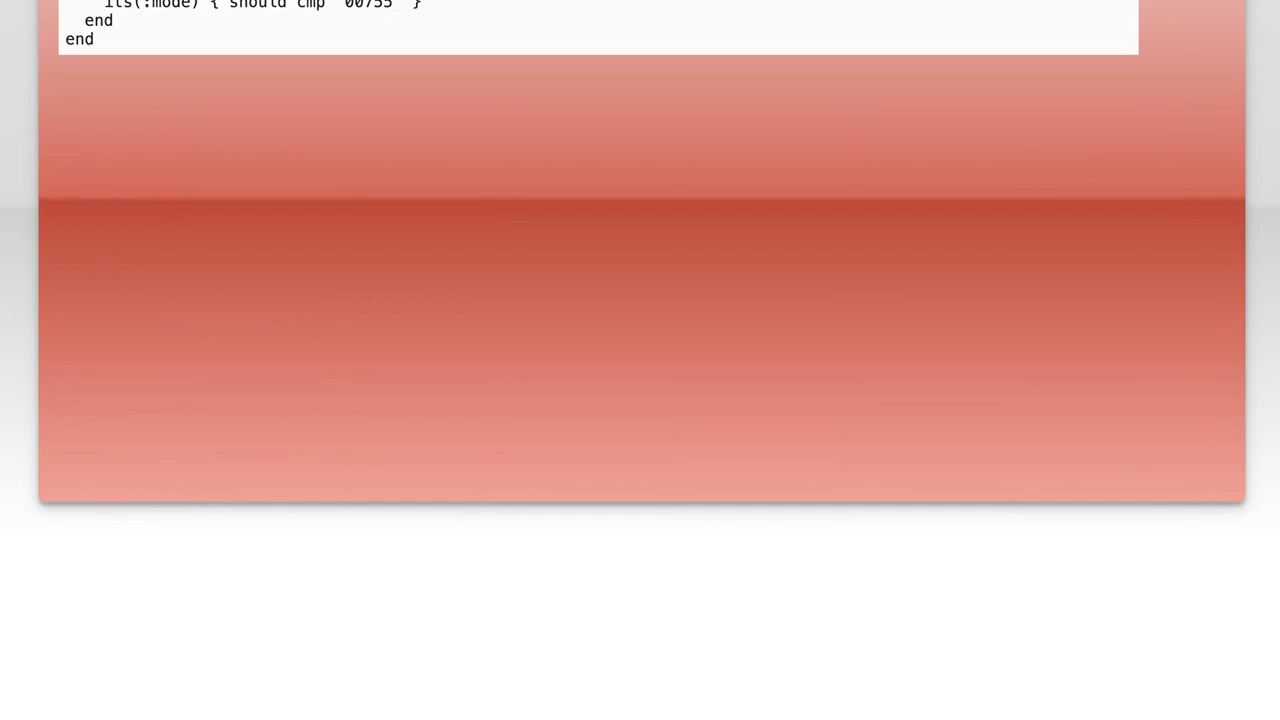 its(:mode) { should cmp '00755' }
end
end